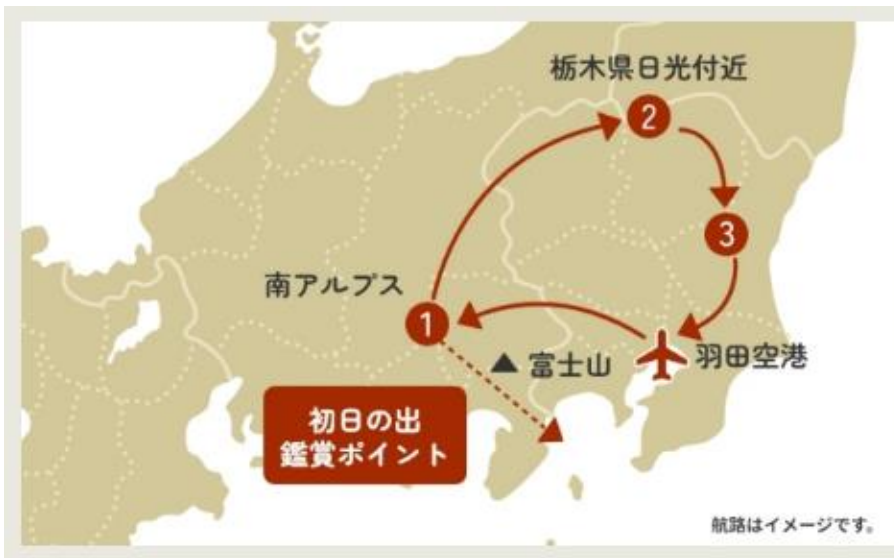 栃木県日光付近
2
3
南アルプス
1
富士山
羽田空港
初日の出
鑑賞ポイント
航路はイメージです。